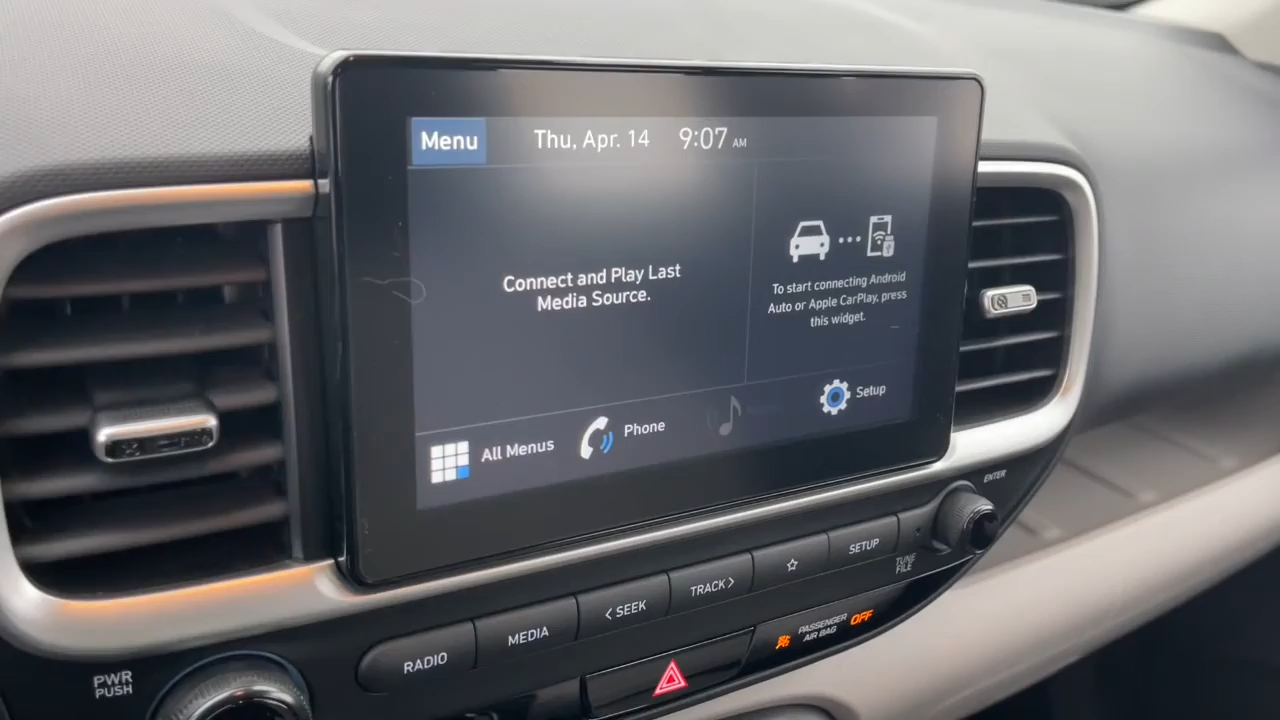 Menu
Thu, Apr. 14
9:07 AM
Connect and Play Last
Media Source.
To start connecting Android
Auto or Apple CarPlay, press
this widget.
All Menus
Phone
Setup
ENTER
TUNE
FILE
SETUP
TRACK >
< SEEK
MEDIA
RADIO
PASSENGER
AIR BAG
OFF
PWR
PUSH